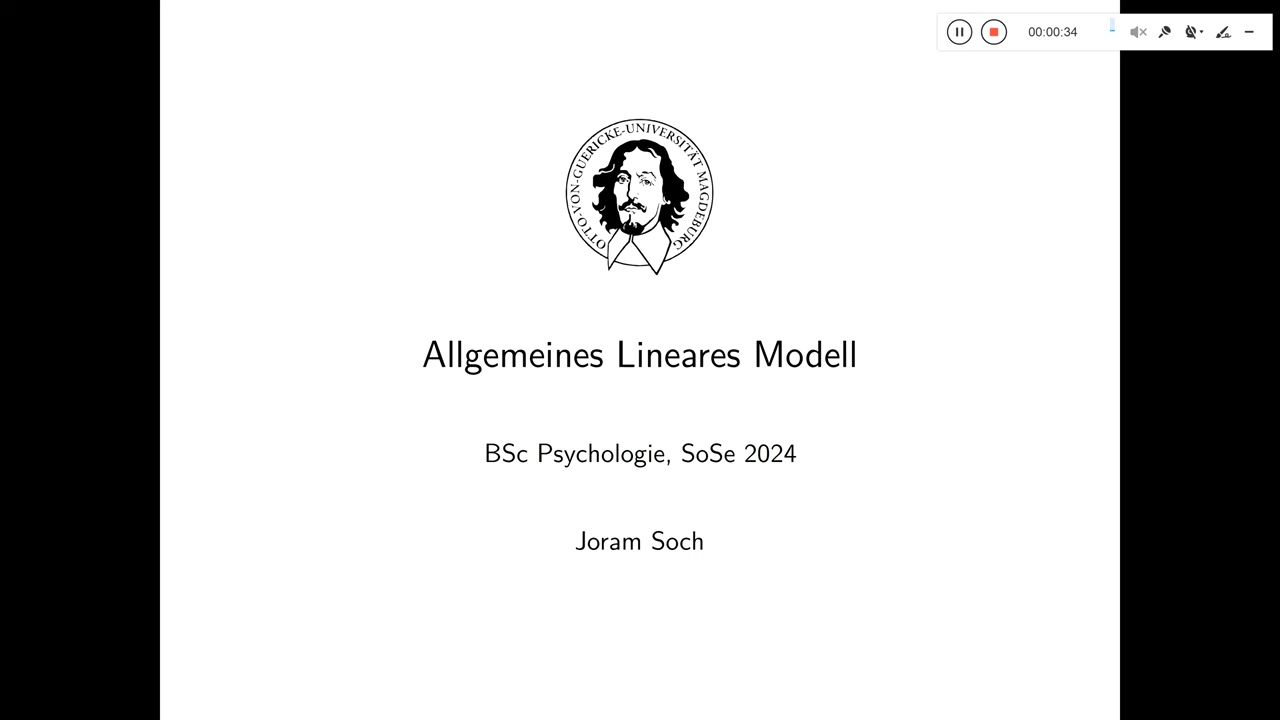 00:00:34
OTTO-VON-GUERICKE-UNIVERSITÄT MAGDEBURG
Allgemeines Lineares Modell
BSc Psychologie, SoSe 2024
Joram Soch